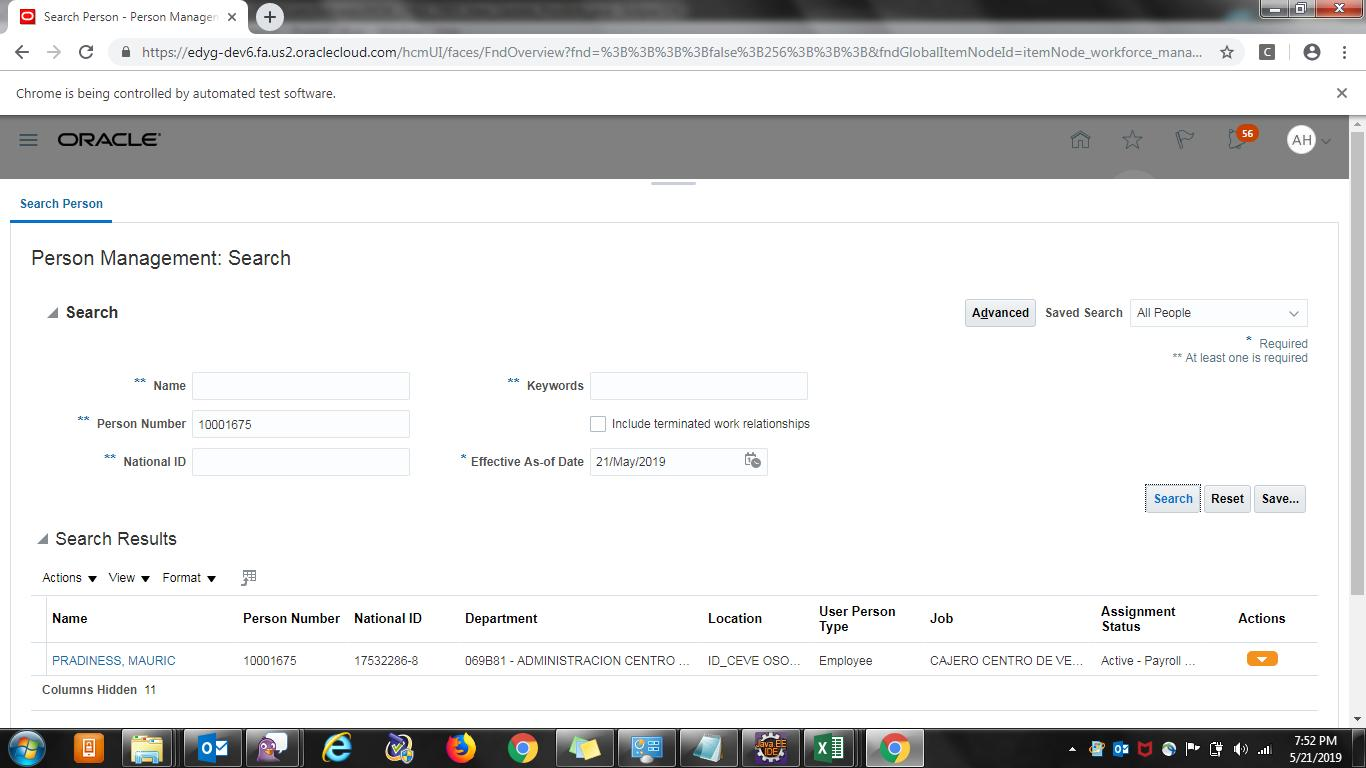 Search Person - Person Managem
https://edyg-dev6.fa.us2.oraclecloud.com/hcmUI/faces/FndOverview?fnd=%3B%3B%3B%3Bfalse%3B256%3B%3B%3B&fndGlobalItemNodeId=itemNode_workforce_mana...
C
Chrome is being controlled by automated test software.
ORACLE
56
AH
Search Person
Person Management: Search
Search
Advanced Saved Search All People
* Required
** At least one is required
** Name ** Keywords
** Person Number 10001675 Include terminated work relationships
** National ID * Effective As-of Date 21/May/2019
Search Reset Save...
Search Results
Actions View Format
Name Person Number National ID Department Location User Person Type Job Assignment Status Actions
PRADINESS, MAURIC 10001675 17532286-8 069B81 - ADMINISTRACION CENTRO ... ID_CEVE OSO... Employee CAJERO CENTRO DE VE... Active - Payroll ...
Columns Hidden 11
Java EE
IDE
7:52 PM
5/21/2019